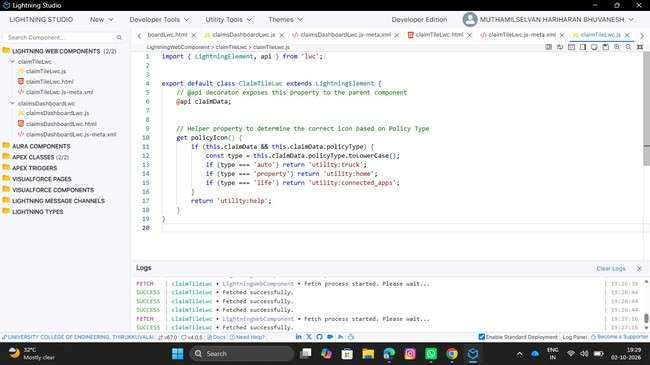 Lightning Studio
LIGHTNING STUDIO New Developer Tools Utility Tools Themes Developer Edition MUTHAMILSELVAN HARIHARAN BHUVANESH
Search Component...
boardLwc.html claimsDashboardLwc.js claimsDashboardLwc.js-meta.xml claimTileLwc.html claimTileLwc.js-meta.xml claimTileLwc.js
LightningWebComponent > claimTileLwc > claimTileLwc.js
LIGHTNING WEB COMPONENTS (2/2)
claimTileLwc
claimTileLwc.js
claimTileLwc.html
claimTileLwc.js-meta.xml
claimsDashboardLwc
claimsDashboardLwc.js
claimsDashboardLwc.html
claimsDashboardLwc.js-meta.xml
AURA COMPONENTS
APEX CLASSES (2/2)
APEX TRIGGERS
VISUALFORCE PAGES
VISUALFORCE COMPONENTS
LIGHTNING MESSAGE CHANNELS
LIGHTNING TYPES
1 import { LightningElement, api } from 'lwc';
2
3
4 export default class ClaimTileLwc extends LightningElement {
5 // @api decorator exposes this property to the parent component
6 @api claimData;
7
8
9 // Helper property to determine the correct icon based on Policy Type
10 get policyIcon() {
11 if (this.claimData && this.claimData.policyType) {
12 const type = this.claimData.policyType.toLowerCase();
13 if (type === 'auto') return 'utility:truck';
14 if (type === 'property') return 'utility:home';
15 if (type === 'life') return 'utility:connected_apps';
16 }
17 return 'utility:help';
18 }
19 }
20
Logs Clear Logs
FETCH | claimTileLwc • LightningWebComponent • Fetch process started. Please wait... | 19:26:39
SUCCESS | claimTileLwc • Fetched successfully. | 19:26:44
SUCCESS | claimTileLwc • Fetched successfully. | 19:26:44
SUCCESS | claimTileLwc • Fetched successfully. | 19:26:44
FETCH | claimTileLwc • LightningWebComponent • Fetch process started. Please wait... | 19:27:16
SUCCESS | claimTileLwc • Fetched successfully. | 19:27:18
UNIVERSITY COLLEGE OF ENGINEERING, THIRUKKUVALAI v67.0 v4.0.5 Docs Need Help? Enable Standard Deployment Log Panel Become a Supporter
32°C
Mostly clear
Search
ENG
IN
19:29
02-10-2026